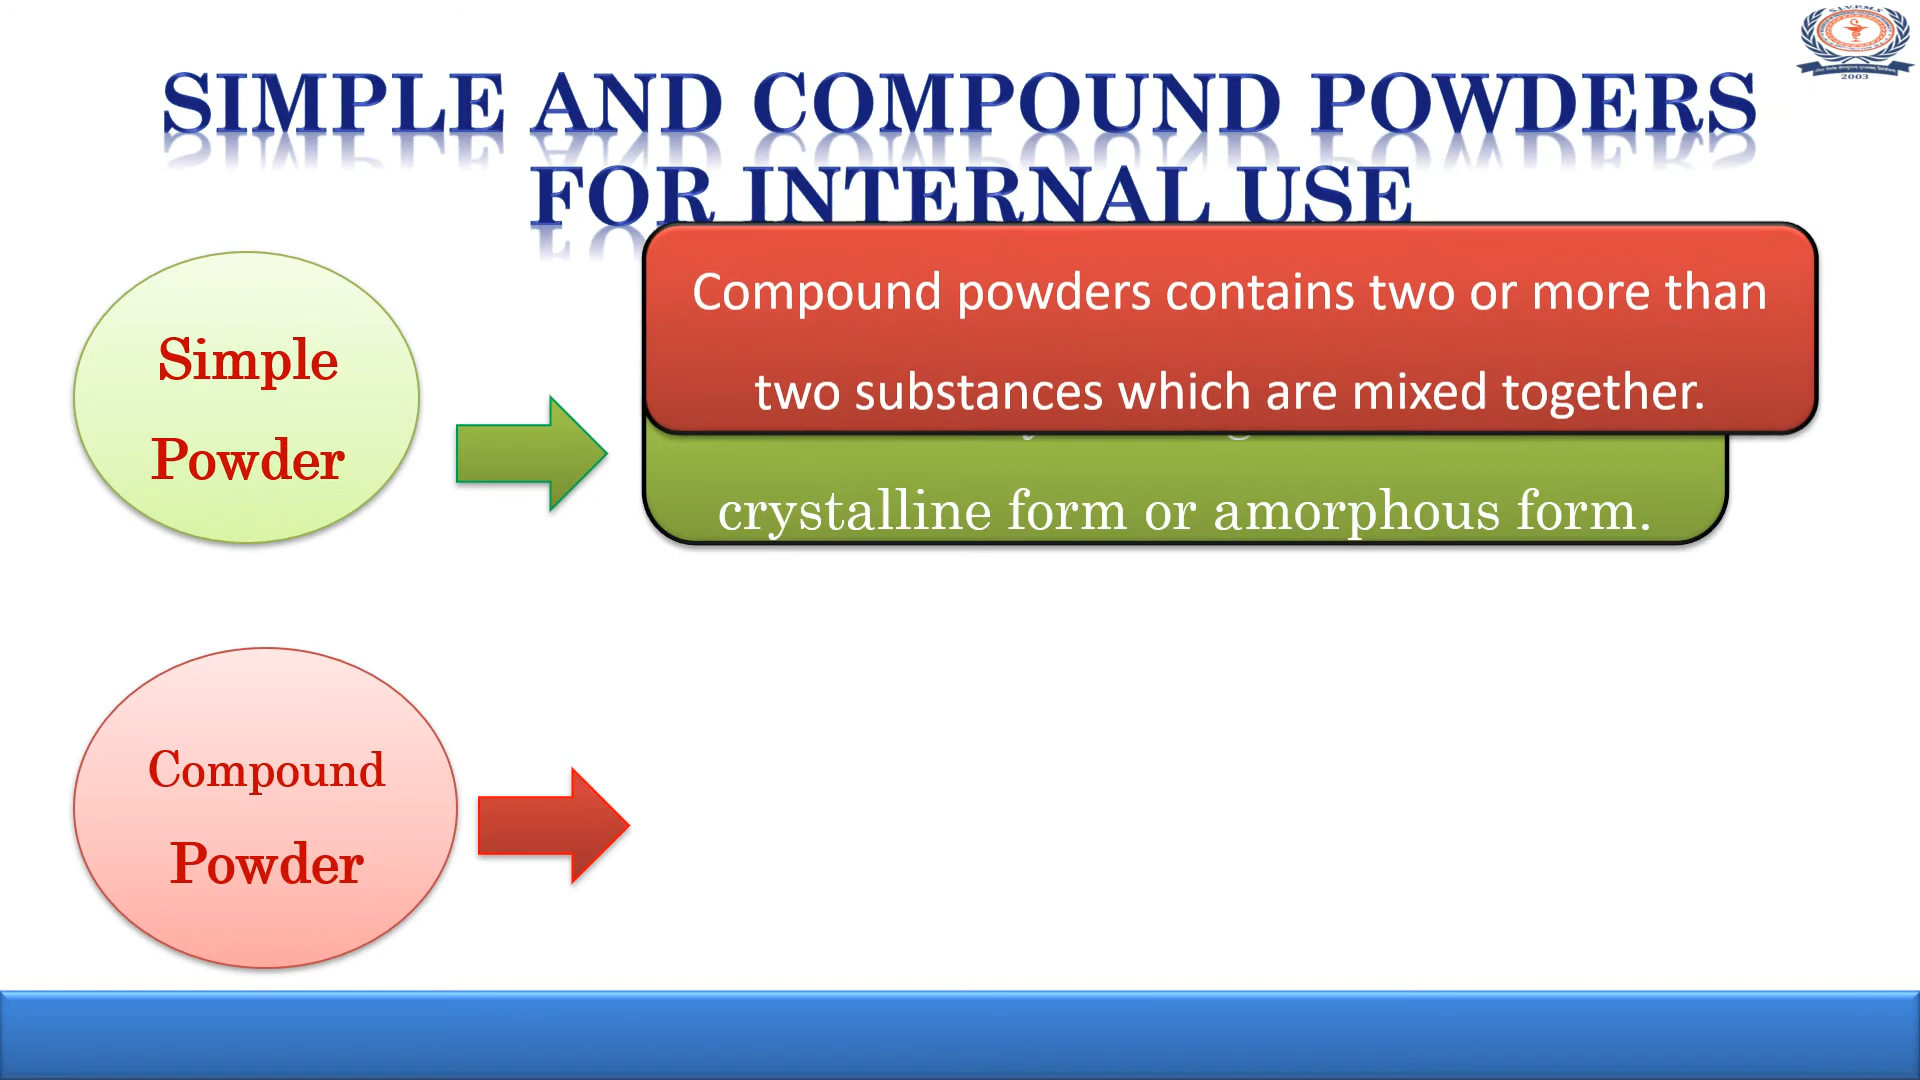 S.I.V.P.M.S
2003
SIMPLE AND COMPOUND POWDERS
FOR INTERNAL USE
Simple
Powder
Compound powders contains two or more than
two substances which are mixed together.
crystalline form or amorphous form.
Compound
Powder